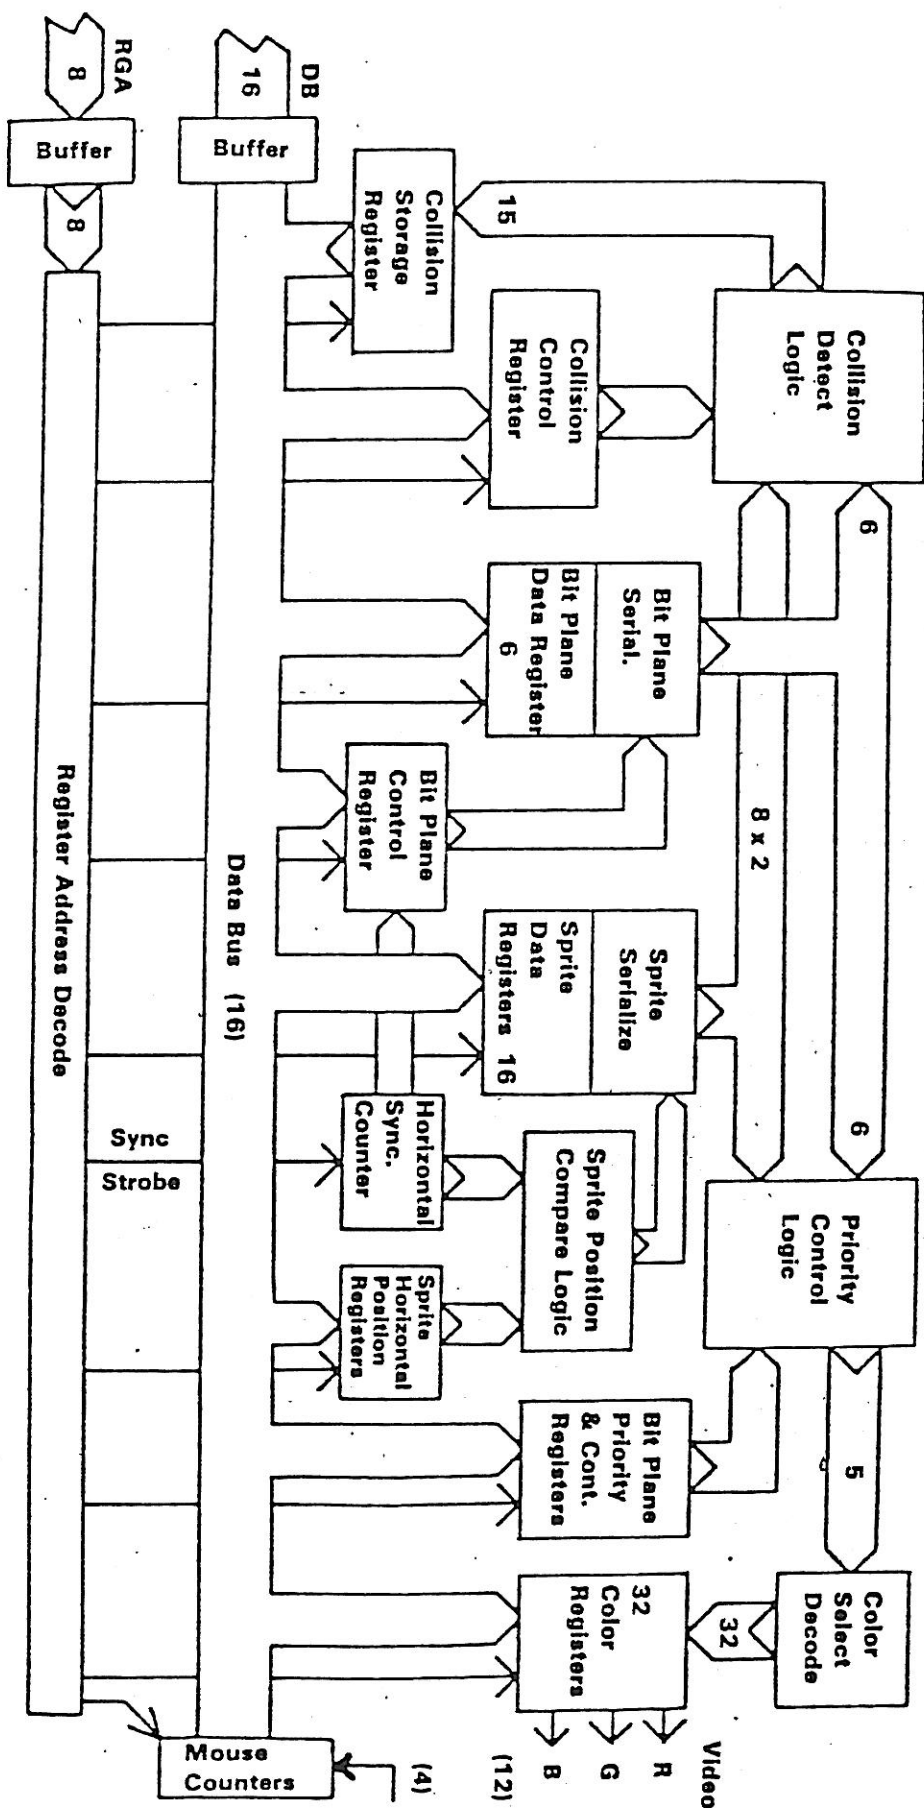 RGA
8
Buffer
8
Register Address Decode
DB
16
Buffer
Data Bus (16)
Sync
Strobe
Mouse
Counters
(4)
Collision
Storage
Register
15
Collision
Control
Register
Collision
Detect
Logic
6
Bit Plane
Serial.
Bit Plane
Data Register
6
8 x 2
Bit Plane
Control
Register
Sprite
Serialize
Sprite
Data
Registers 16
6
Horizontal
Sync.
Counter
Sprite Position
Compare Logic
Sprite
Horizontal
Position
Registers
Priority
Control
Logic
5
Bit Plane
Priority
& Cont.
Registers
Color
Select
Decode
32
32
Color
Registers
Video
R
G
B
(12)